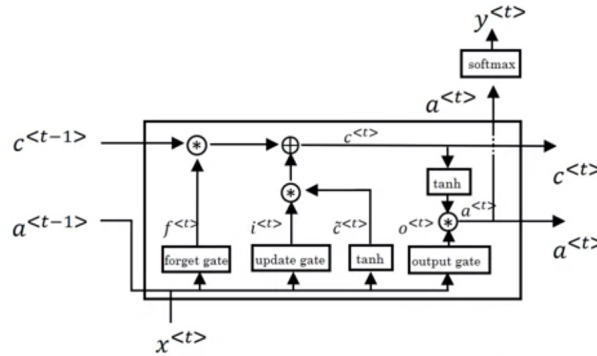 y<t>
softmax
a<t>
c<t−1>
c<t>
c<t>
tanh
a<t−1>
f<t>
i<t>
c̃<t>
o<t>
a<t>
a<t>
forget gate
update gate
tanh
output gate
x<t>